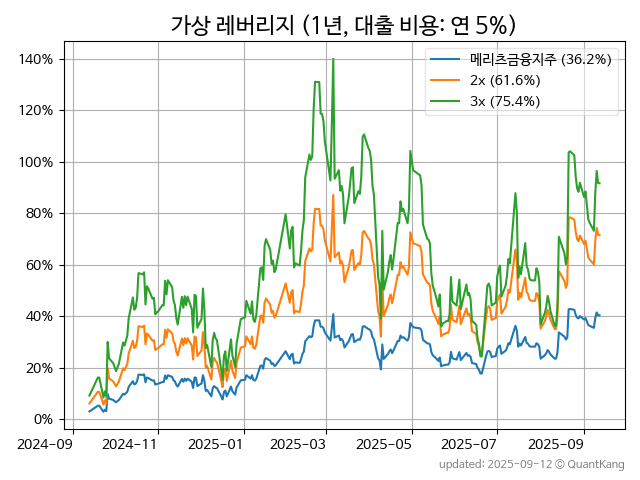 가상 레버리지 (1년, 대출 비용: 연 5%)
메리츠금융지주 (36.2%)
2x (61.6%)
3x (75.4%)
140%
120%
100%
80%
60%
40%
20%
0%
2024-09 2024-11 2025-01 2025-03 2025-05 2025-07 2025-09
updated: 2025-09-12 © QuantKang